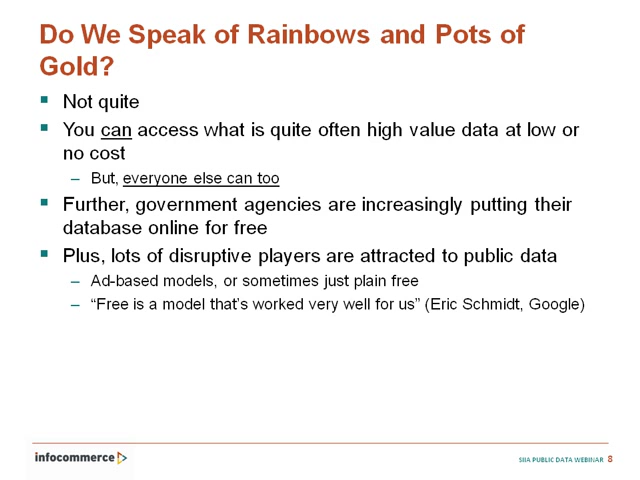 Do We Speak of Rainbows and Pots of
Gold?
Not quite
You can access what is quite often high value data at low or
no cost
– But, everyone else can too
Further, government agencies are increasingly putting their
database online for free
Plus, lots of disruptive players are attracted to public data
– Ad-based models, or sometimes just plain free
– “Free is a model that’s worked very well for us” (Eric Schmidt, Google)
infocommerce
SIIA PUBLIC DATA WEBINAR 8